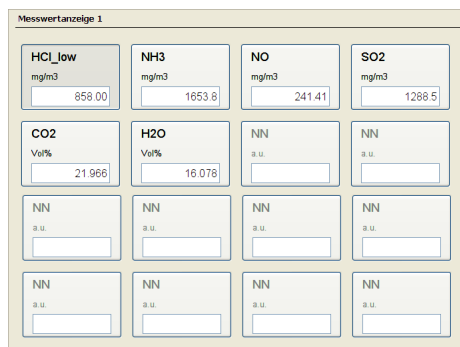 Messwertanzeige 1
HCl_low NH3 NO SO2
mg/m3 mg/m3 mg/m3 mg/m3
858.00 1653.8 241.41 1288.5
CO2 H2O NN NN
Vol% Vol% a.u. a.u.
21.966 16.078
NN NN NN NN
a.u. a.u. a.u. a.u.
NN NN NN NN
a.u. a.u. a.u. a.u.